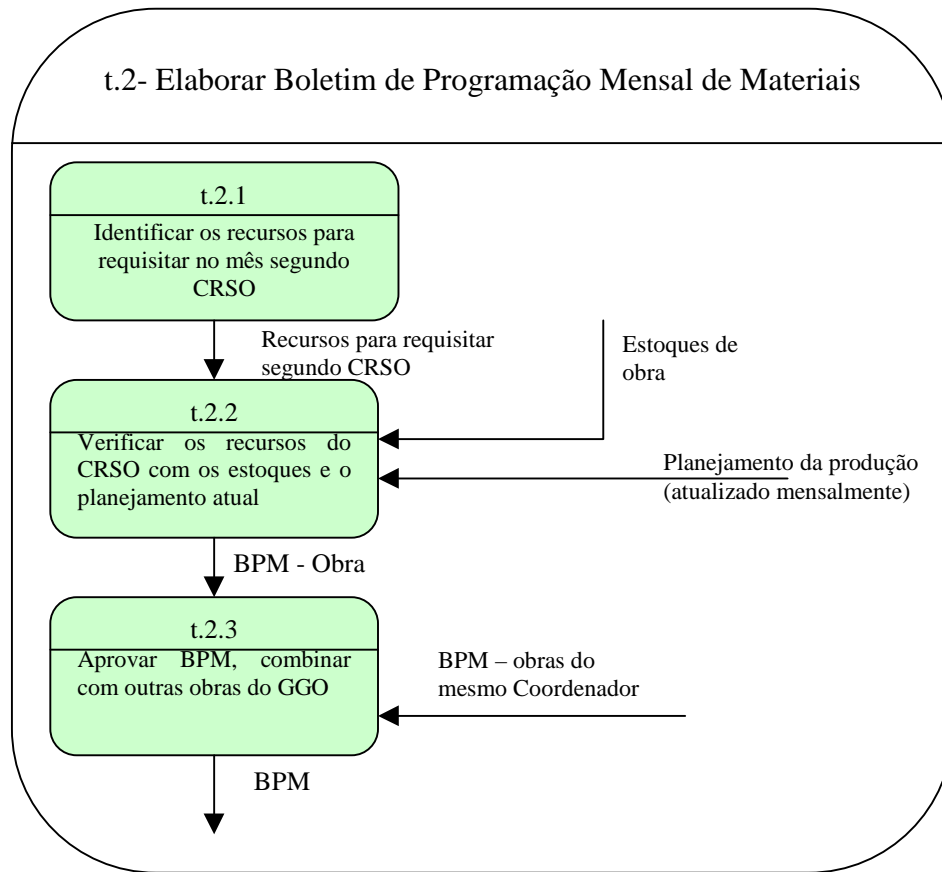 t.2- Elaborar Boletim de Programação Mensal de Materiais
t.2.1
Identificar os recursos para
requisitar no mês segundo
CRSO
Recursos para requisitar
segundo CRSO
Estoques de
obra
t.2.2
Verificar os recursos do
CRSO com os estoques e o
planejamento atual
Planejamento da produção
(atualizado mensalmente)
BPM - Obra
t.2.3
Aprovar BPM, combinar
com outras obras do GGO
BPM – obras do
mesmo Coordenador
BPM